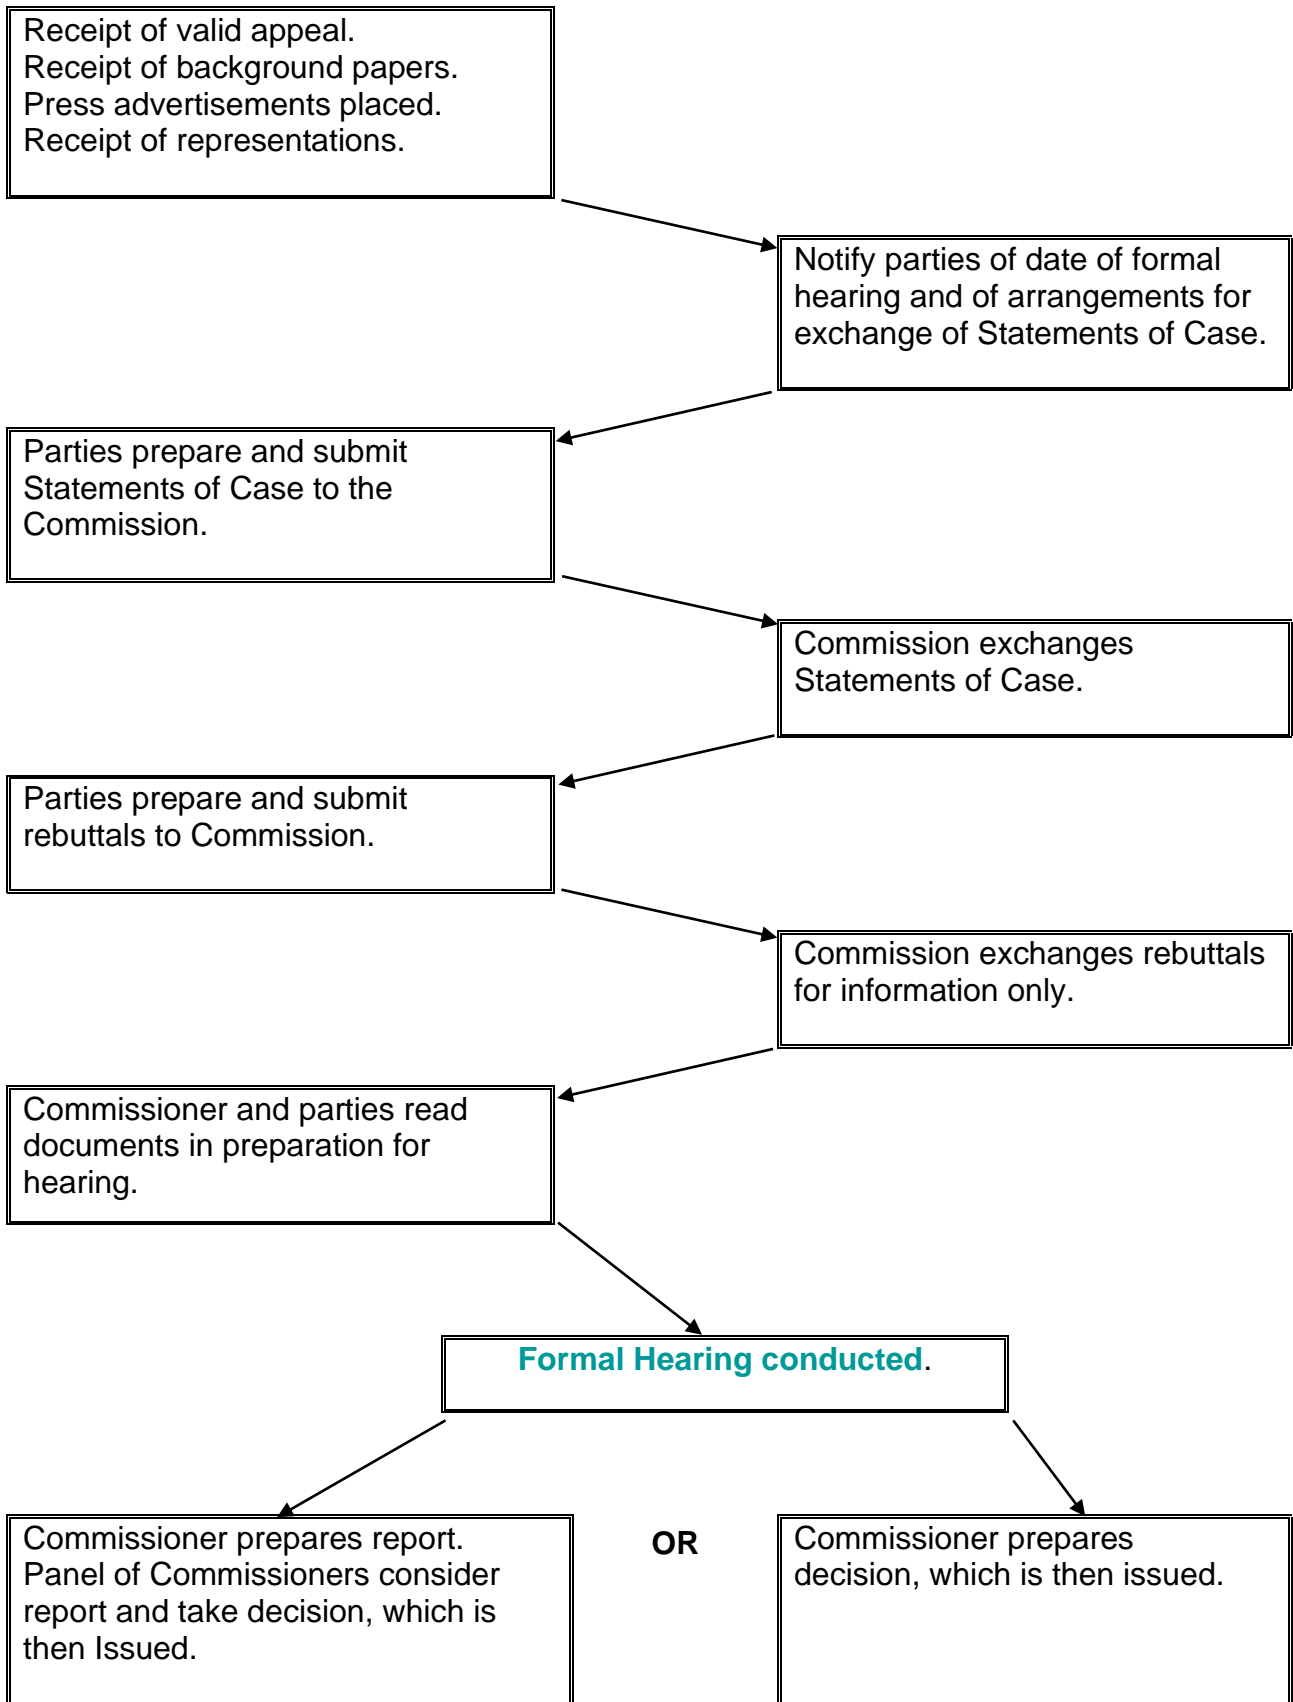 Receipt of valid appeal.
Receipt of background papers.
Press advertisements placed.
Receipt of representations.
Notify parties of date of formal
hearing and of arrangements for
exchange of Statements of Case.
Parties prepare and submit
Statements of Case to the
Commission.
Commission exchanges
Statements of Case.
Parties prepare and submit
rebuttals to Commission.
Commission exchanges rebuttals
for information only.
Commissioner and parties read
documents in preparation for
hearing.
Formal Hearing conducted.
Commissioner prepares report.
Panel of Commissioners consider
report and take decision, which is
then Issued.
OR
Commissioner prepares
decision, which is then issued.